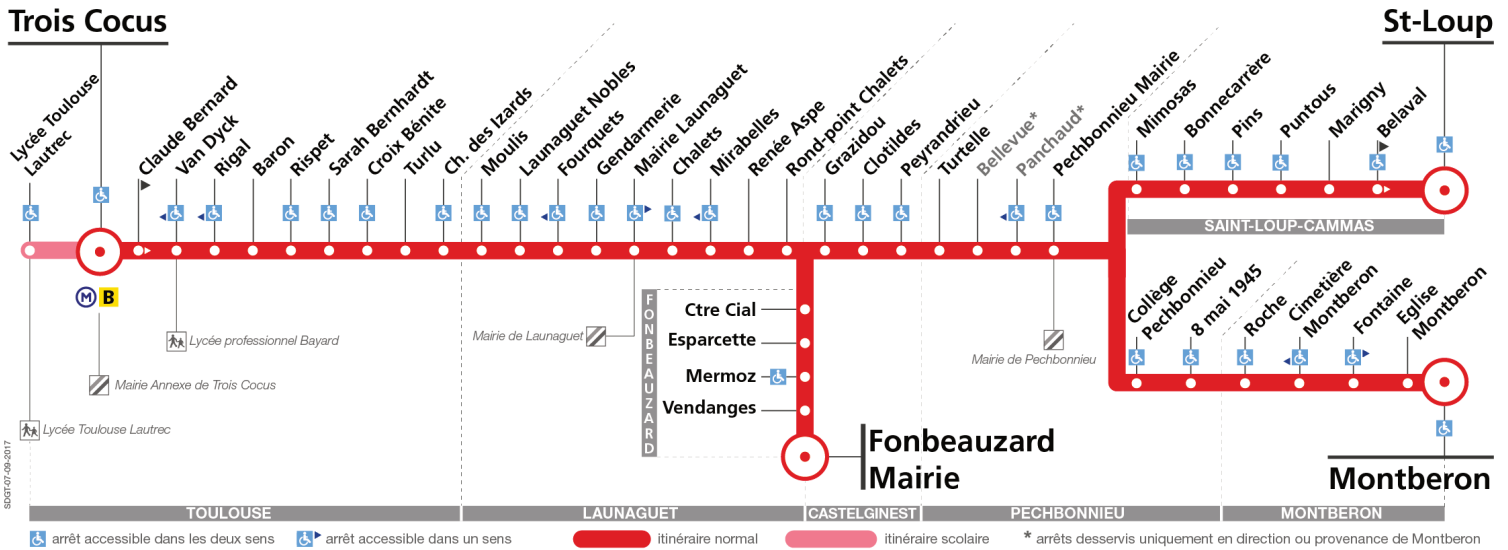 Trois Cocus
St-Loup
Lycée Toulouse
Lautrec
Claude Bernard
Van Dyck
Rigal
Baron
Rispet
Sarah Bernhardt
Croix Bénite
Turlu
Ch. des Izards
Moulis
Launaguet Nobles
Fourquets
Gendarmerie
Mairie Launaguet
Chalets
Mirabelles
Renée Aspe
Rond-point Chalets
Grazidou
Clotildes
Peyrandrieu
Turtelle
Bellevue*
Panchaud*
Pechbonnieu Mairie
Mimosas
Bonnecarrère
Pins
Puntous
Marigny
Belaval
SAINT-LOUP-CAMMAS
M B
Collège
Pechbonnieu
8 mai 1945
Roche
Cimetière
Montberon
Fontaine
Eglise
Montberon
FONBEAUZARD
Ctre Cial
Esparcette
Mermoz
Vendanges
Lycée professionnel Bayard
Mairie de Launaguet
Mairie de Pechbonnieu
Mairie Annexe de Trois Cocus
Lycée Toulouse Lautrec
Fonbeauzard
Mairie
Montberon
SDGT-07-09-2017
TOULOUSE
LAUNAGUET
CASTELGINEST
PECHBONNIEU
MONTBERON
arrêt accessible dans les deux sens
arrêt accessible dans un sens
itinéraire normal
itinéraire scolaire
* arrêts desservis uniquement en direction ou provenance de Montberon